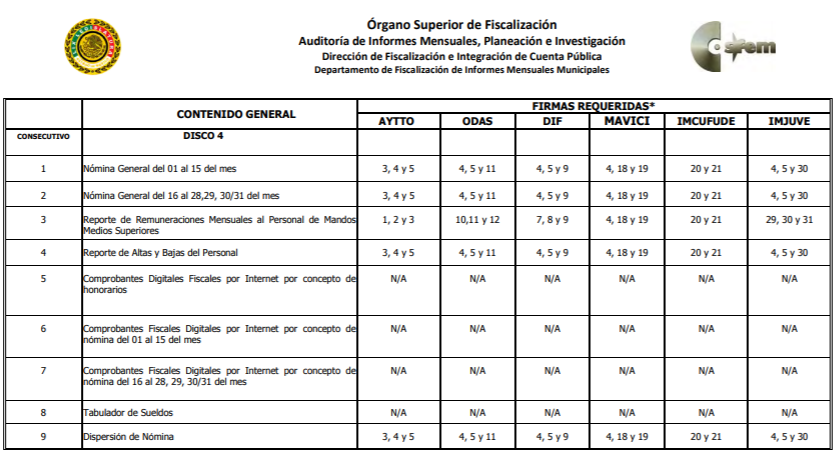 Órgano Superior de Fiscalización
Auditoría de Informes Mensuales, Planeación e Investigación
Dirección de Fiscalización e Integración de Cuenta Pública
Departamento de Fiscalización de Informes Mensuales Municipales
osfem
CONTENIDO GENERAL
FIRMAS REQUERIDAS*
AYTTO ODAS DIF MAVICI IMCUFUDE IMJUVE
CONSECUTIVO DISCO 4
1 Nómina General del 01 al 15 del mes 3, 4 y 5 4, 5 y 11 4, 5 y 9 4, 18 y 19 20 y 21 4, 5 y 30
2 Nómina General del 16 al 28,29, 30/31 del mes 3, 4 y 5 4, 5 y 11 4, 5 y 9 4, 18 y 19 20 y 21 4, 5 y 30
3 Reporte de Remuneraciones Mensuales al Personal de Mandos 1, 2 y 3 10,11 y 12 7, 8 y 9 4, 18 y 19 20 y 21 29, 30 y 31
Medios Superiores
4 Reporte de Altas y Bajas del Personal 3, 4 y 5 4, 5 y 11 4, 5 y 9 4, 18 y 19 20 y 21 4, 5 y 30
5 Comprobantes Digitales Fiscales por Internet por concepto de N/A N/A N/A N/A N/A N/A
honorarios
6 Comprobantes Fiscales Digitales por Internet por concepto de N/A N/A N/A N/A N/A N/A
nómina del 01 al 15 del mes
7 Comprobantes Fiscales Digitales por Internet por concepto de N/A N/A N/A N/A N/A N/A
nómina del 16 al 28, 29, 30/31 del mes
8 Tabulador de Sueldos N/A N/A N/A N/A N/A N/A
9 Dispersión de Nómina 3, 4 y 5 4, 5 y 11 4, 5 y 9 4, 18 y 19 20 y 21 4, 5 y 30